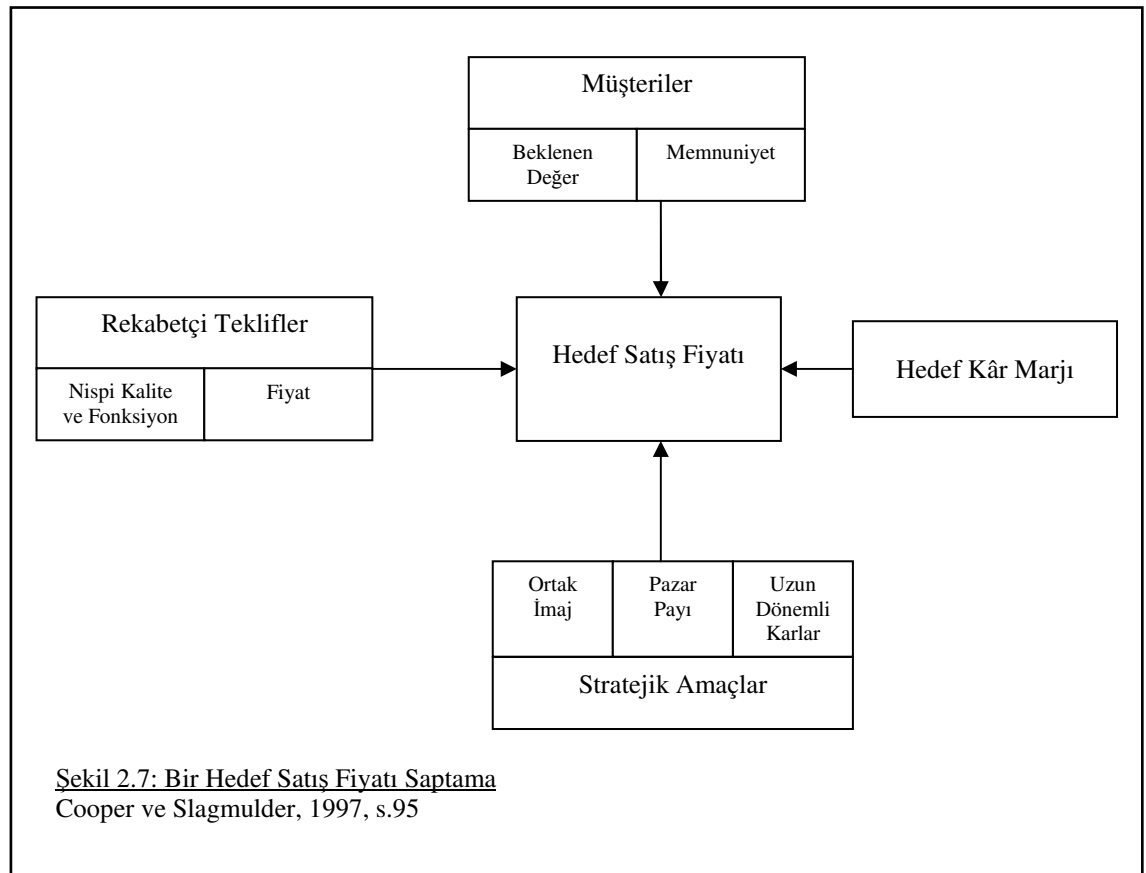 Müşteriler
Beklenen
Değer
Memnuniyet
Rekabetçi Teklifler
Nispi Kalite
ve Fonksiyon
Fiyat
Hedef Satış Fiyatı
Hedef Kâr Marjı
Ortak
İmaj
Pazar
Payı
Uzun
Dönemli
Karlar
Stratejik Amaçlar
Şekil 2.7: Bir Hedef Satış Fiyatı Saptama
Cooper ve Slagmulder, 1997, s.95